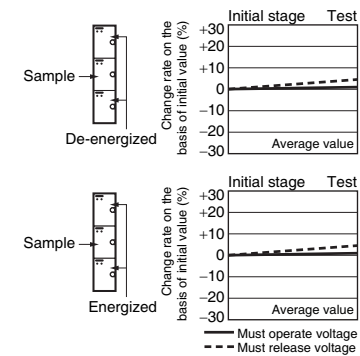 Initial stage Test
Change rate on the
basis of initial value (%)
+30
+20
+10
0
−10
−20
−30
Average value
Sample
De-energized
Initial stage Test
Change rate on the
basis of initial value (%)
+30
+20
+10
0
−10
−20
−30
Average value
Sample
Energized
Must operate voltage
Must release voltage